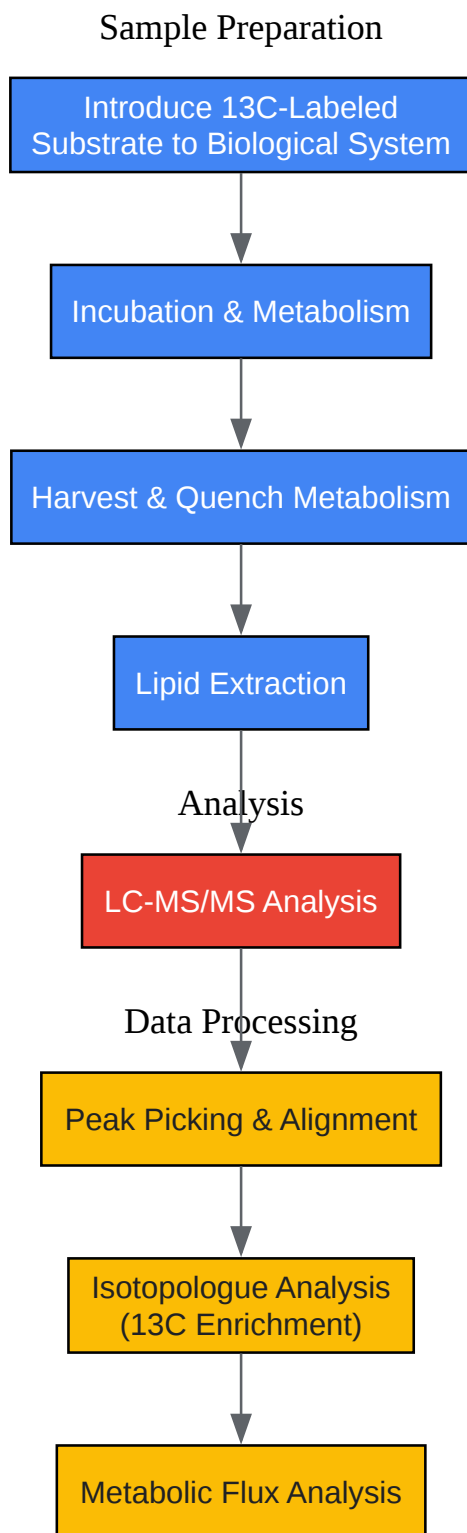 Sample Preparation
Introduce 13C-Labeled
Substrate to Biological System
Incubation & Metabolism
Harvest & Quench Metabolism
Lipid Extraction
Analysis
LC-MS/MS Analysis
Data Processing
Peak Picking & Alignment
Isotopologue Analysis
(13C Enrichment)
Metabolic Flux Analysis